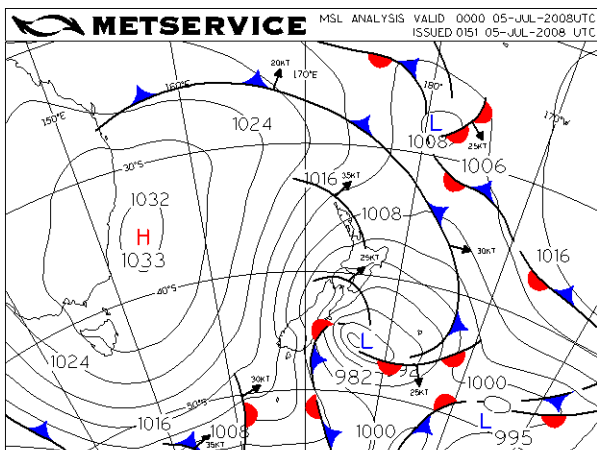 METSERVICE
MSL ANALYSIS VALID 0000 05-JUL-2008UTC
ISSUED 0151 05-JUL-2008 UTC
20KT
170°E
180°
160°E
150°E
170°W
1024
L
1008
25KT
1006
30°S
1016
35KT
1032
1008
H
1033
30KT
1016
25KT
40°S
L
1024
982
30KT
25KT
1000
50°S
1016
1008
35KT
1000
L
995